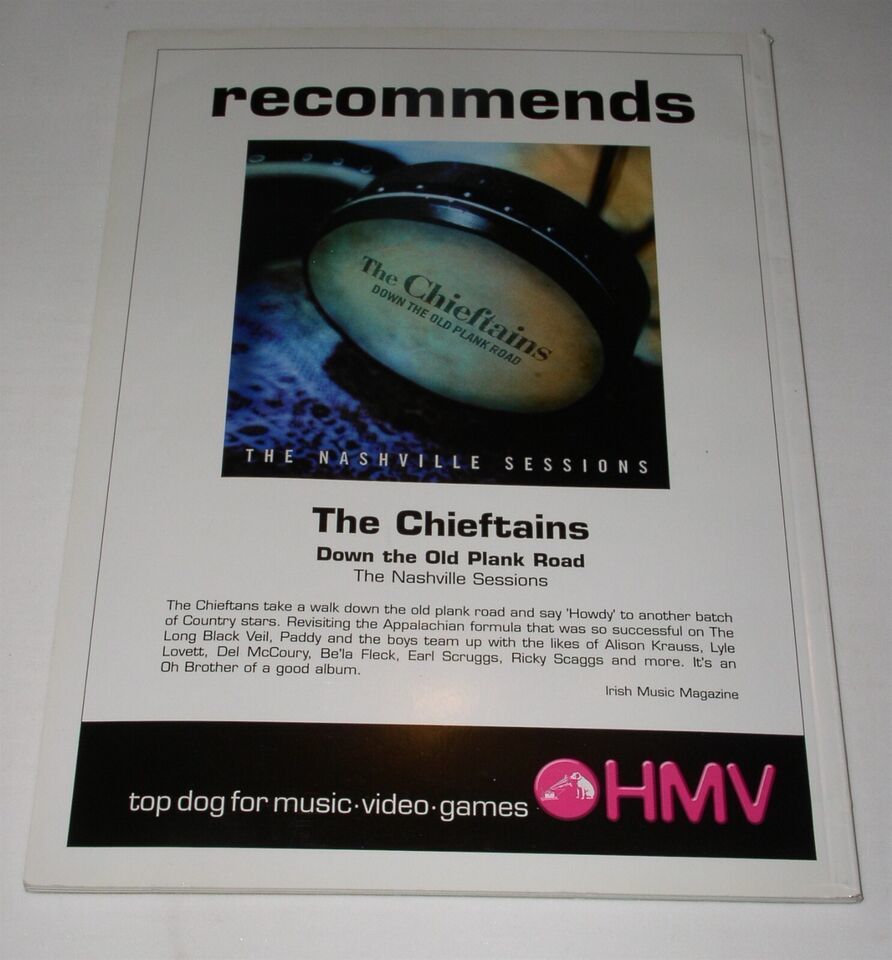 recommends
The Chieftains
DOWN THE OLD PLANK ROAD
THE NASHVILLE SESSIONS
The Chieftains
Down the Old Plank Road
The Nashville Sessions
The Chieftans take a walk down the old plank road and say 'Howdy' to another batch
of Country stars. Revisiting the Appalachian formula that was so successful on The
Long Black Veil, Paddy and the boys team up with the likes of Alison Krauss, Lyle
Lovett, Del McCoury, Be'la Fleck, Earl Scruggs, Ricky Scaggs and more. It's an
Oh Brother of a good album.
Irish Music Magazine
top dog for music·video·games
HMV